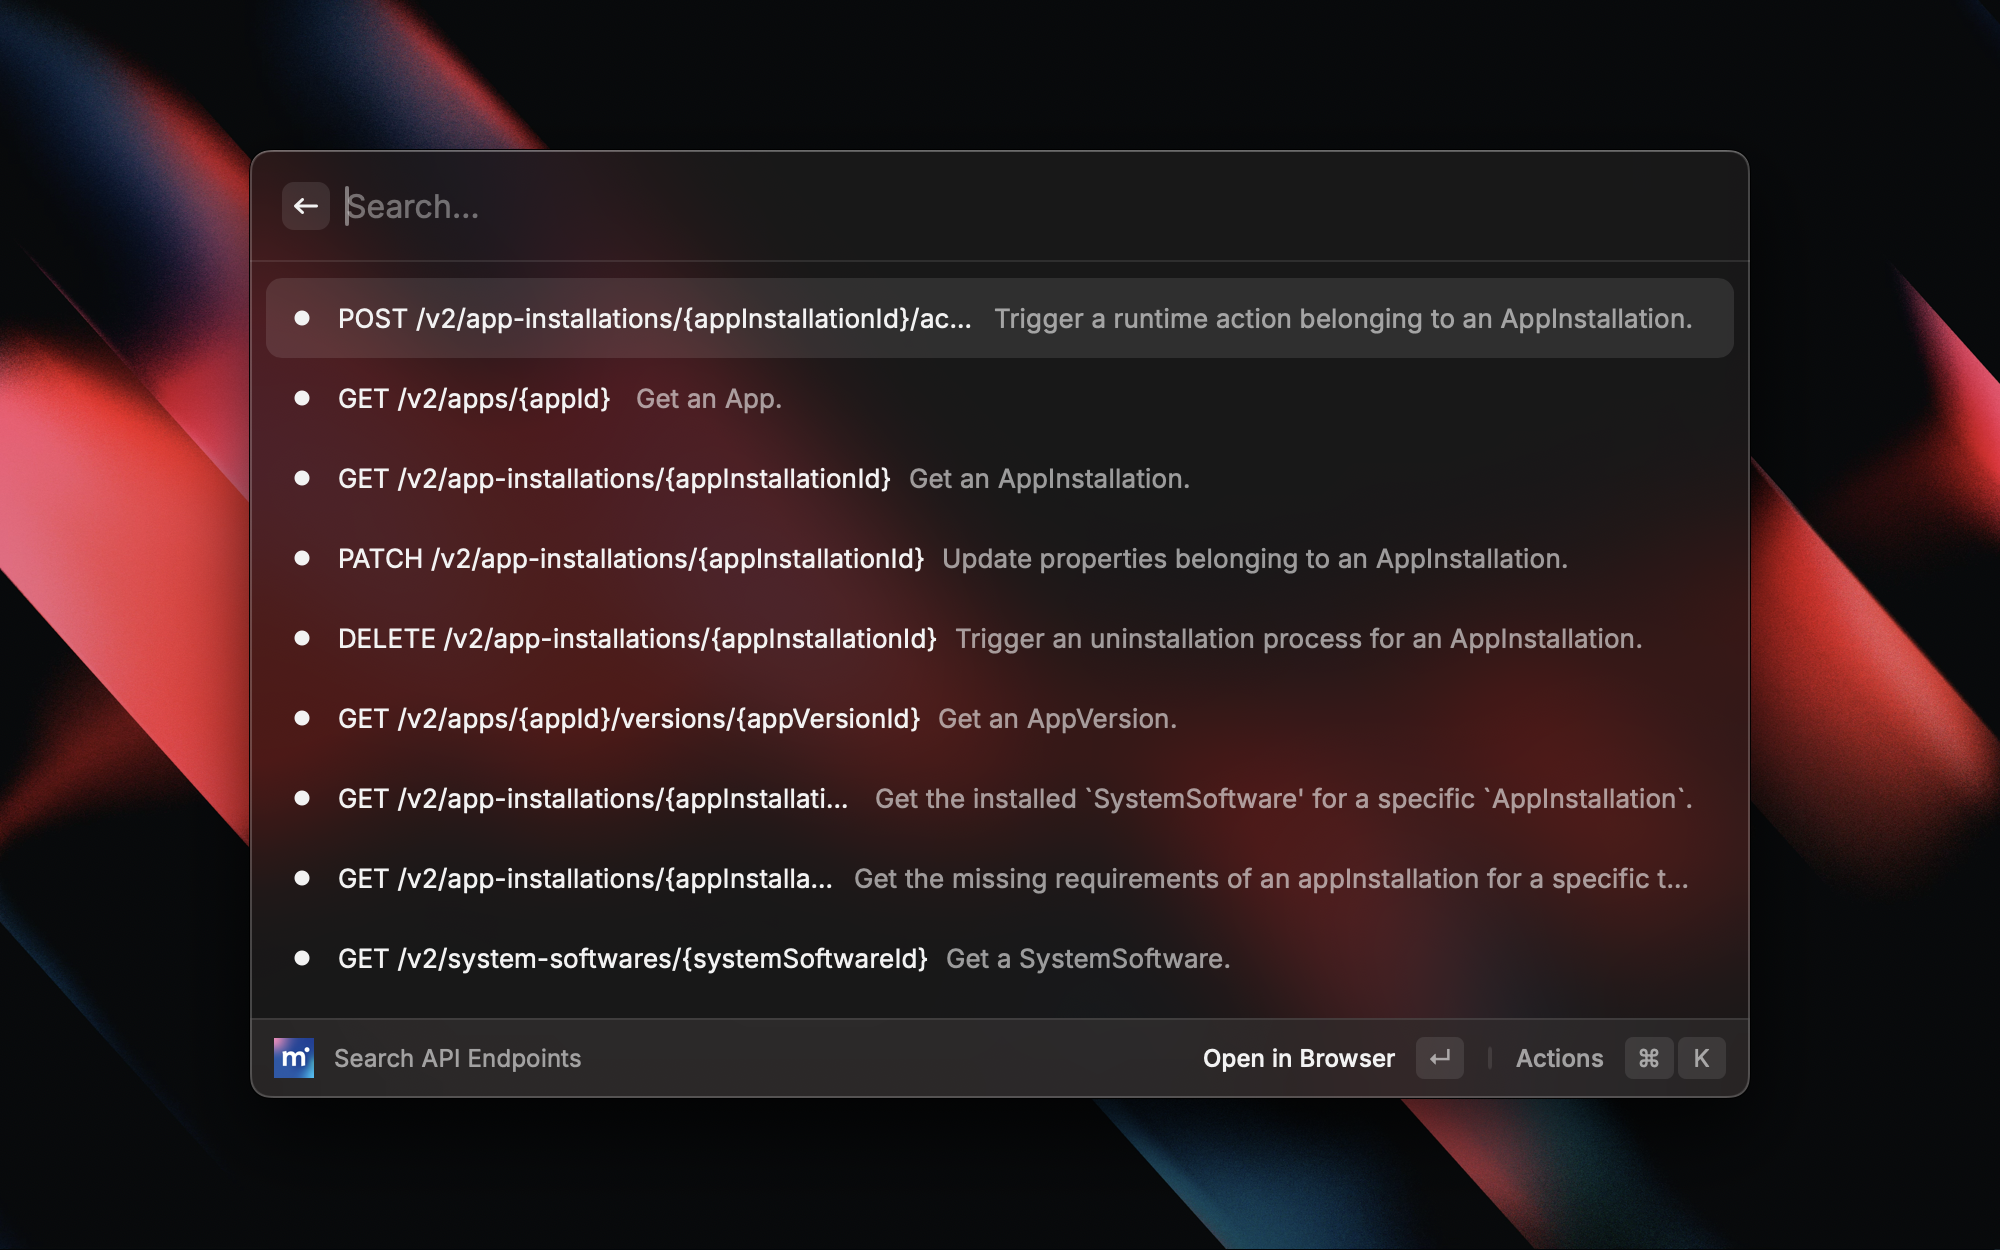 Search...
POST /v2/app-installations/{appInstallationId}/ac... Trigger a runtime action belonging to an AppInstallation.
GET /v2/apps/{appId} Get an App.
GET /v2/app-installations/{appInstallationId} Get an AppInstallation.
PATCH /v2/app-installations/{appInstallationId} Update properties belonging to an AppInstallation.
DELETE /v2/app-installations/{appInstallationId} Trigger an uninstallation process for an AppInstallation.
GET /v2/apps/{appId}/versions/{appVersionId} Get an AppVersion.
GET /v2/app-installations/{appInstallati... Get the installed `SystemSoftware' for a specific `AppInstallation`.
GET /v2/app-installations/{appInstalla... Get the missing requirements of an appInstallation for a specific t...
GET /v2/system-softwares/{systemSoftwareId} Get a SystemSoftware.
m Search API Endpoints Open in Browser ↵ | Actions ⌘ K